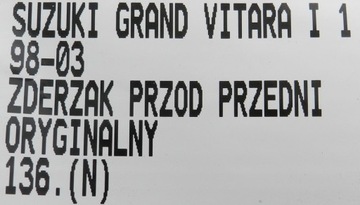 SUZUKI GRAND VITARA I 1
98-03
ZDERZAK PRZOD PRZEDNI
ORYGINALNY
136.(N)